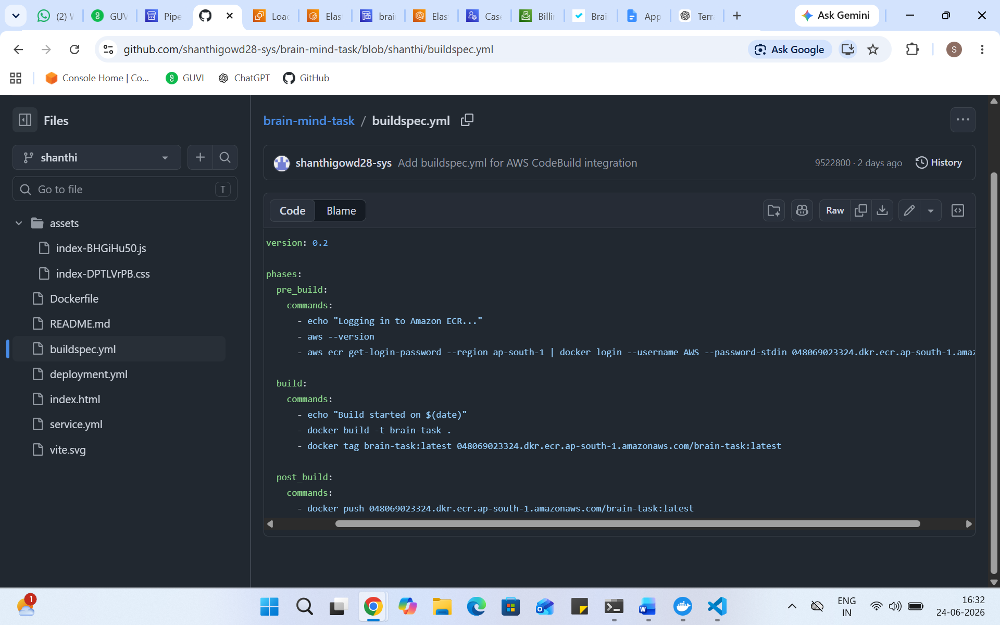 (2) W
GUV
Pipe
Load
Elas
brai
Elas
Cas
Billi
Brai
App
Terr
Ask Gemini
github.com/shanthigowd28-sys/brain-mind-task/blob/shanthi/buildspec.yml
Ask Google
S
Console Home | Co...
GUVI
ChatGPT
GitHub
Files
brain-mind-task / buildspec.yml
shanthi
shanthigowd28-sys Add buildspec.yml for AWS CodeBuild integration
9522800 · 2 days ago
History
Go to file
T
Code
Blame
Raw
assets
index-BHGiHu50.js
index-DPTLVrPB.css
Dockerfile
README.md
buildspec.yml
deployment.yml
index.html
service.yml
vite.svg
version: 0.2
phases:
pre_build:
commands:
- echo "Logging in to Amazon ECR..."
- aws --version
- aws ecr get-login-password --region ap-south-1 | docker login --username AWS --password-stdin 048069023324.dkr.ecr.ap-south-1.amaz
build:
commands:
- echo "Build started on $(date)"
- docker build -t brain-task .
- docker tag brain-task:latest 048069023324.dkr.ecr.ap-south-1.amazonaws.com/brain-task:latest
post_build:
commands:
- docker push 048069023324.dkr.ecr.ap-south-1.amazonaws.com/brain-task:latest
1
ENG
IN
16:32
24-06-2026